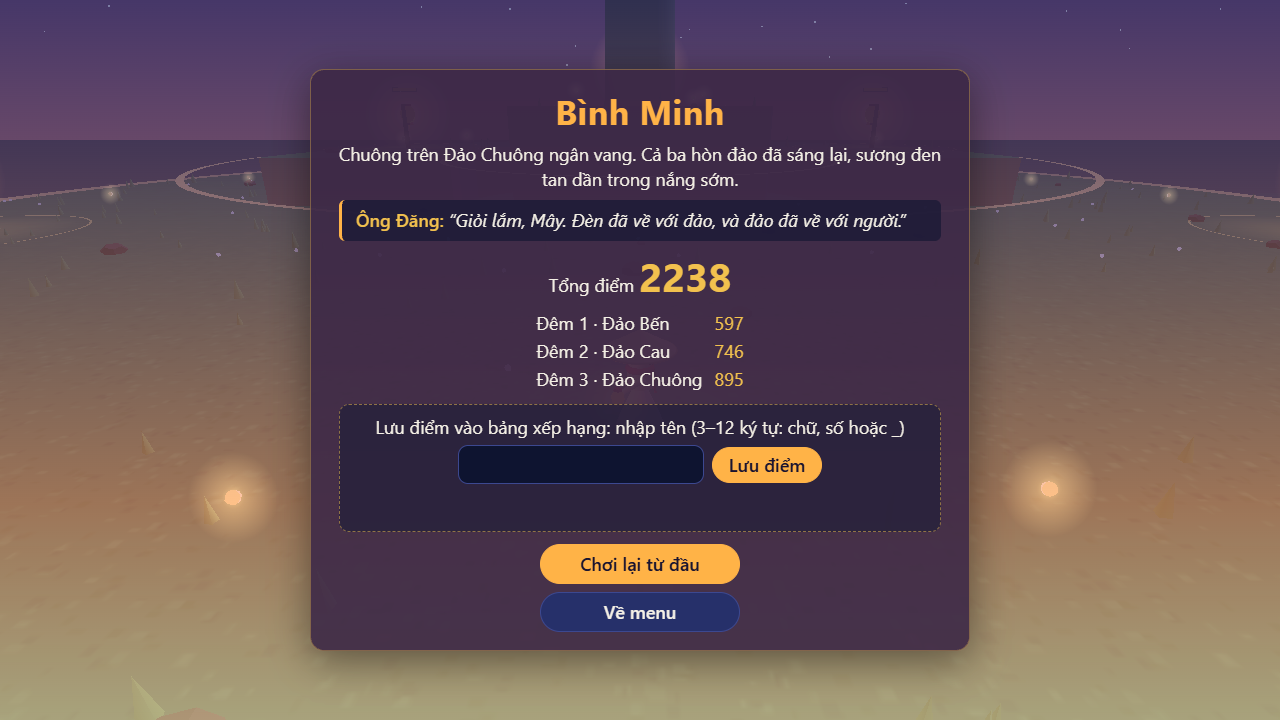 Bình Minh
Chuông trên Đảo Chuông ngân vang. Cả ba hòn đảo đã sáng lại, sương đen
tan dần trong nắng sớm.
Ông Đăng: “Giỏi lắm, Mây. Đèn đã về với đảo, và đảo đã về với người.”
Tổng điểm 2238
Đêm 1 · Đảo Bến 597
Đêm 2 · Đảo Cau 746
Đêm 3 · Đảo Chuông 895
Lưu điểm vào bảng xếp hạng: nhập tên (3–12 ký tự: chữ, số hoặc _)
Lưu điểm
Chơi lại từ đầu
Về menu